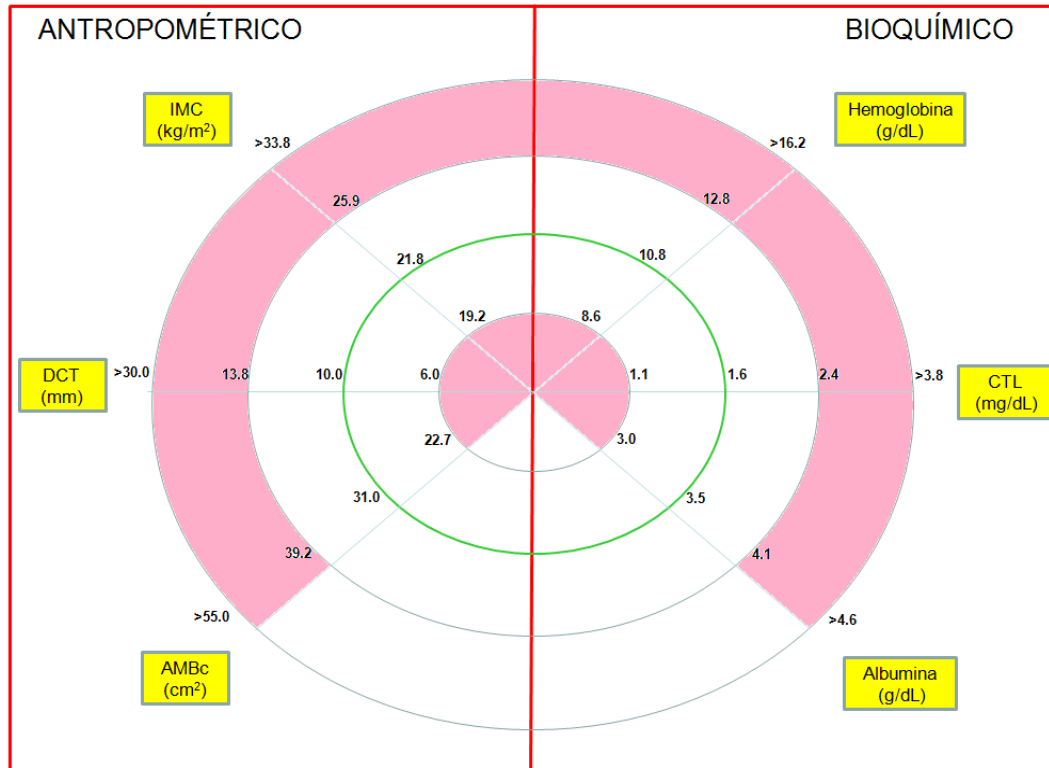 ANTROPOMÉTRICO
BIOQUÍMICO
IMC
(kg/m²)
Hemoglobina
(g/dL)
>33.8
>16.2
25.9
12.8
21.8
10.8
19.2
8.6
DCT
(mm)
>30.0
13.8
10.0
6.0
1.1
1.6
2.4
>3.8
CTL
(mg/dL)
22.7
3.0
31.0
3.5
39.2
4.1
>55.0
>4.6
AMBc
(cm²)
Albumina
(g/dL)